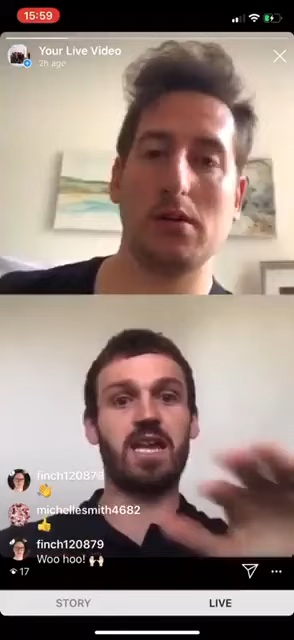 15:59
Your Live Video
2h ago
finch120879
👏
michellesmith4682
👍
finch120879
Woo hoo! 🙌🏻
17
STORY
LIVE